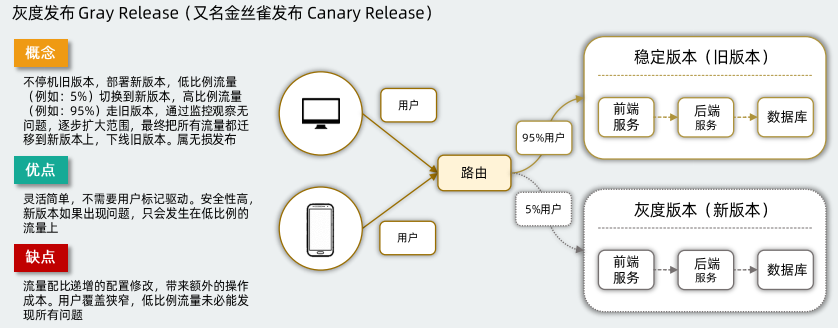 灰度发布 Gray Release（又名金丝雀发布 Canary Release）
概念
不停机旧版本，部署新版本，低比例流量
（例如：5%）切换到新版本，高比例流量
（例如：95%）走旧版本，通过监控观察无
问题，逐步扩大范围，最终把所有流量都迁
移到新版本上，下线旧版本。属无损发布
优点
灵活简单，不需要用户标记驱动。安全性高，
新版本如果出现问题，只会发生在低比例的
流量上
缺点
流量配比递增的配置修改，带来额外的操作
成本。用户覆盖狭窄，低比例流量未必能发
现所有问题
用户
用户
路由
95%用户
5%用户
稳定版本（旧版本）
前端
服务
后端
服务
数据库
灰度版本（新版本）
前端
服务
后端
服务
数据库